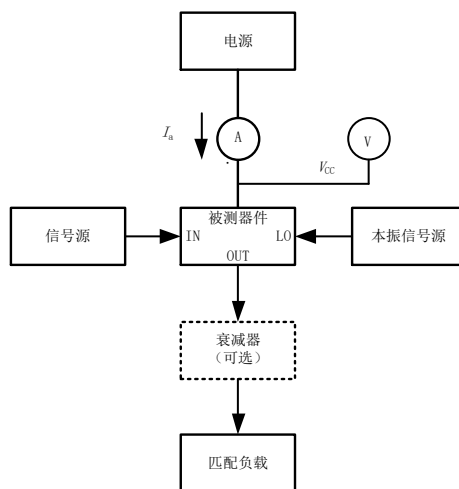 电源
Ia
A
V
VCC
信号源
被测器件
IN
LO
OUT
本振信号源
衰减器
(可选)
匹配负载